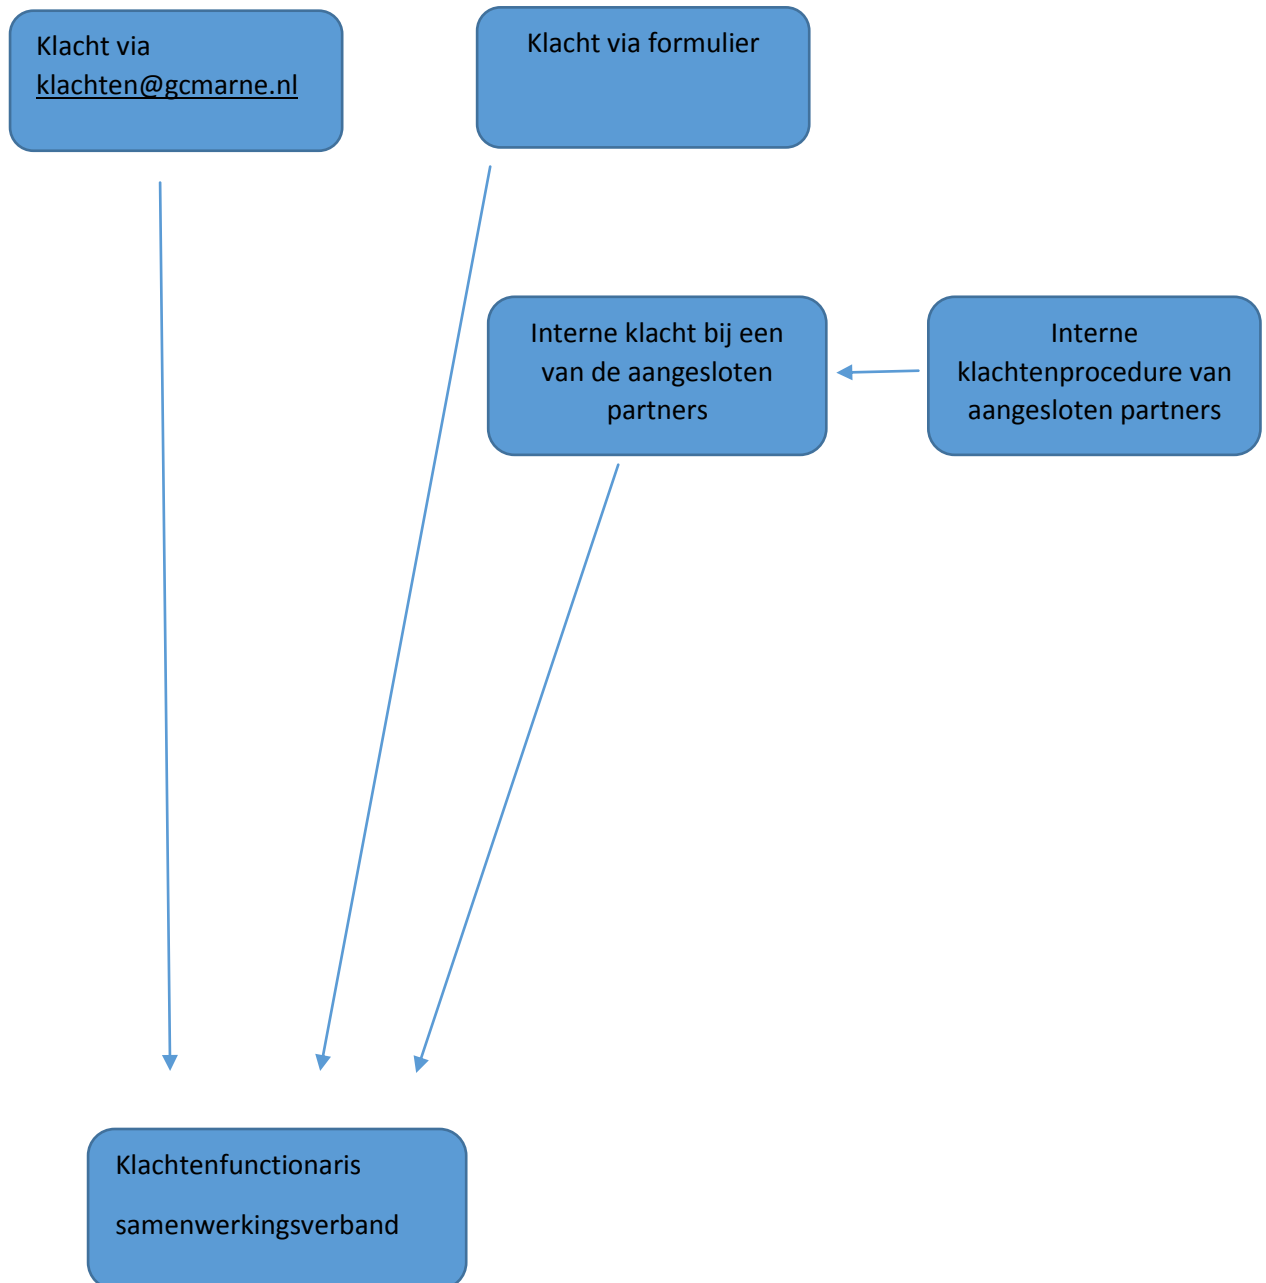 Klacht via
klachten@gcmarne.nl
Klacht via formulier
Interne klacht bij een
van de aangesloten
partners
Interne
klachtenprocedure van
aangesloten partners
Klachtenfunctionaris
samenwerkingsverband